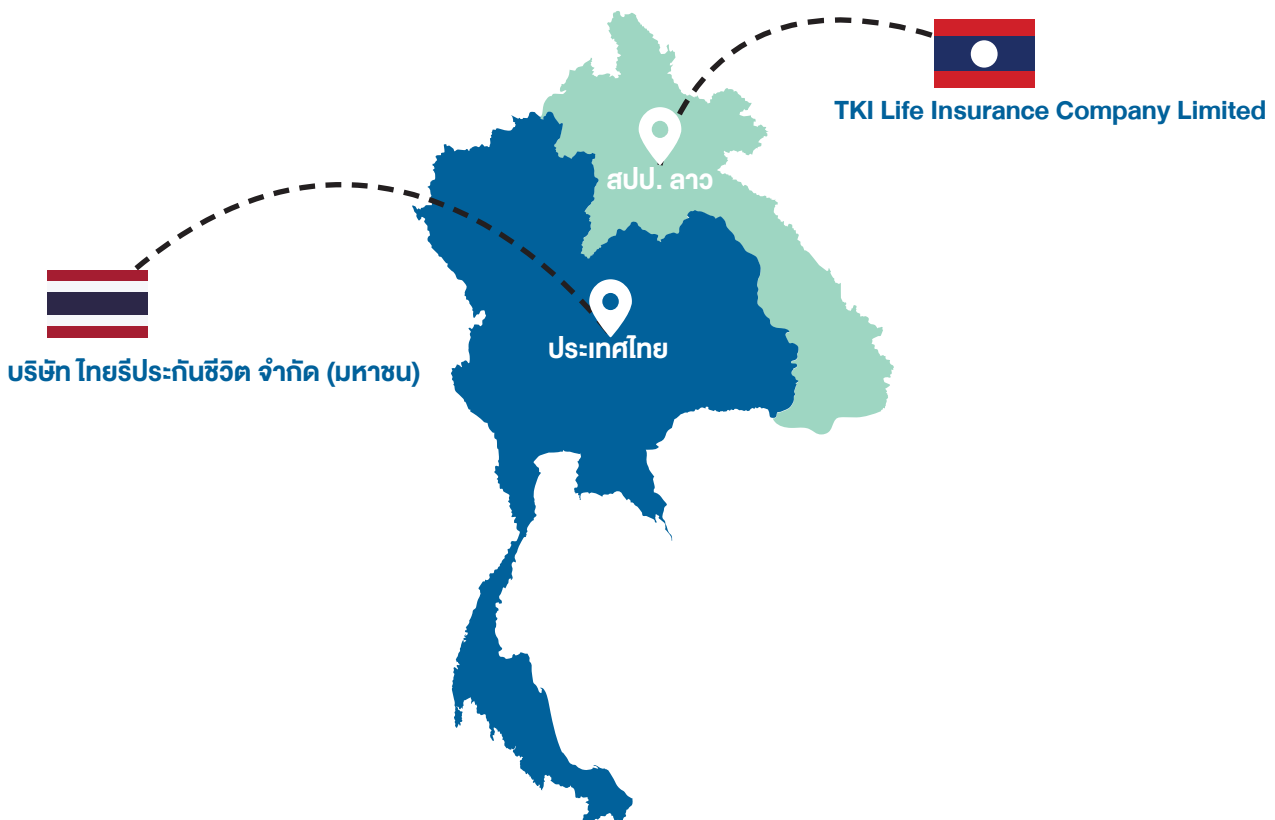 TKI Life Insurance Company Limited
สปป. ลาว
ประเทศไทย
บริษัท ไทยรีประกันชีวิต จำกัด (มหาชน)